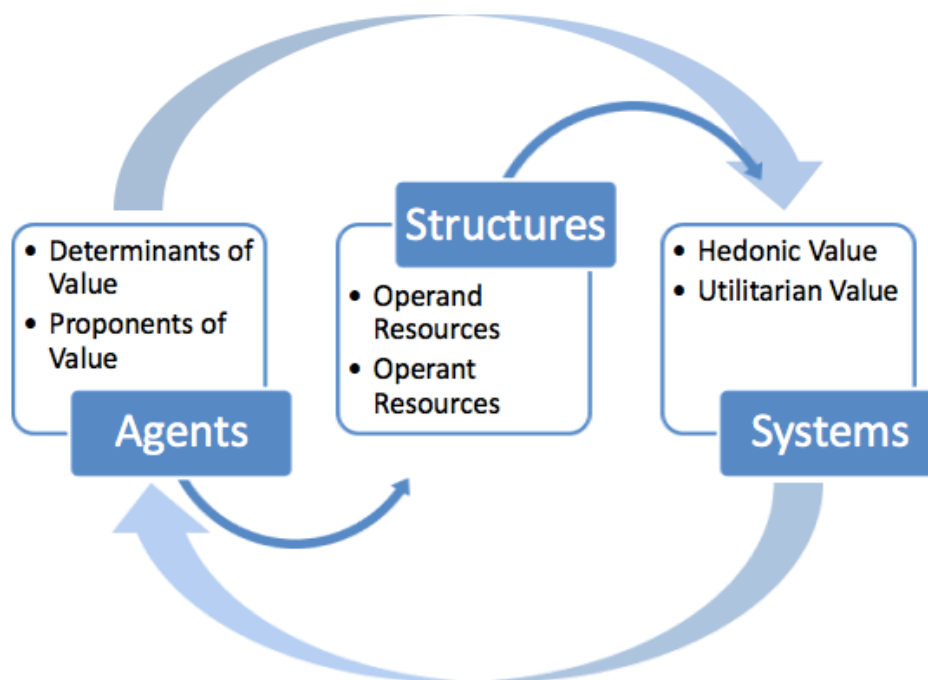 • Determinants of
Value
• Proponents of
Value
Agents
Structures
• Operand
Resources
• Operant
Resources
• Hedonic Value
• Utilitarian Value
Systems